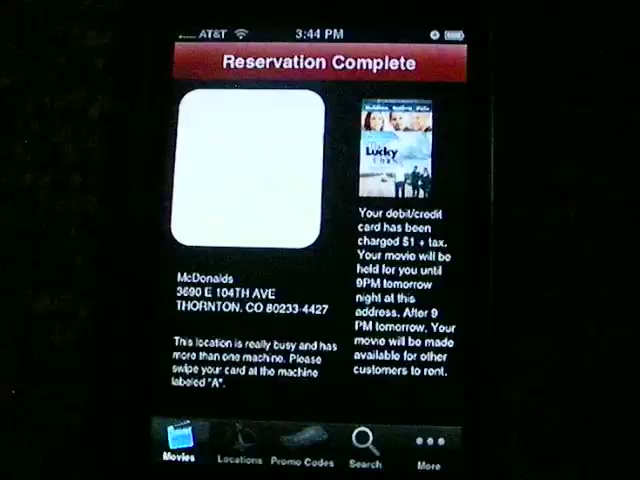 AT&T 3:44 PM
Reservation Complete
Lucky
Your debit/credit
card has been
charged $1 + tax.
Your movie will be
held for you until
9PM tomorrow
night at this
address. After 9
PM tomorrow. Your
movie will be made
available for other
customers to rent.
McDonalds
3690 E 104TH AVE
THORNTON, CO 80233-4427
This location is really busy and has
more than one machine. Please
swipe your card at the machine
labeled "A".
Movies Locations Promo Codes Search More